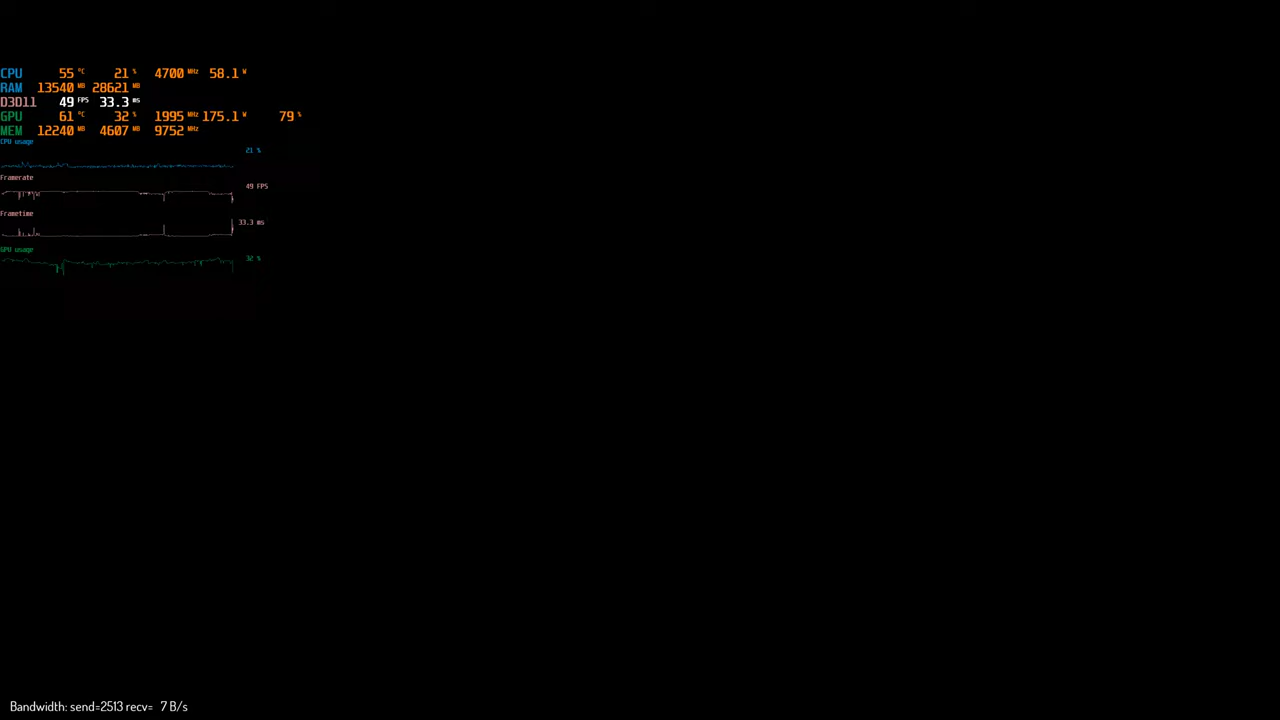 CPU 55 °C 21 % 4700 MHz 58.1 W
RAM 13540 MB 28621 MB
D3D11 49 FPS 33.3 ms
GPU 61 °C 32 % 1995 MHz 175.1 W 79 %
MEM 12240 MB 4607 MB 9752 MHz
CPU usage
21 %
Framerate
49 FPS
Frametime
33.3 ms
GPU usage
32 %
Bandwidth: send=2513 recv= 7 B/s